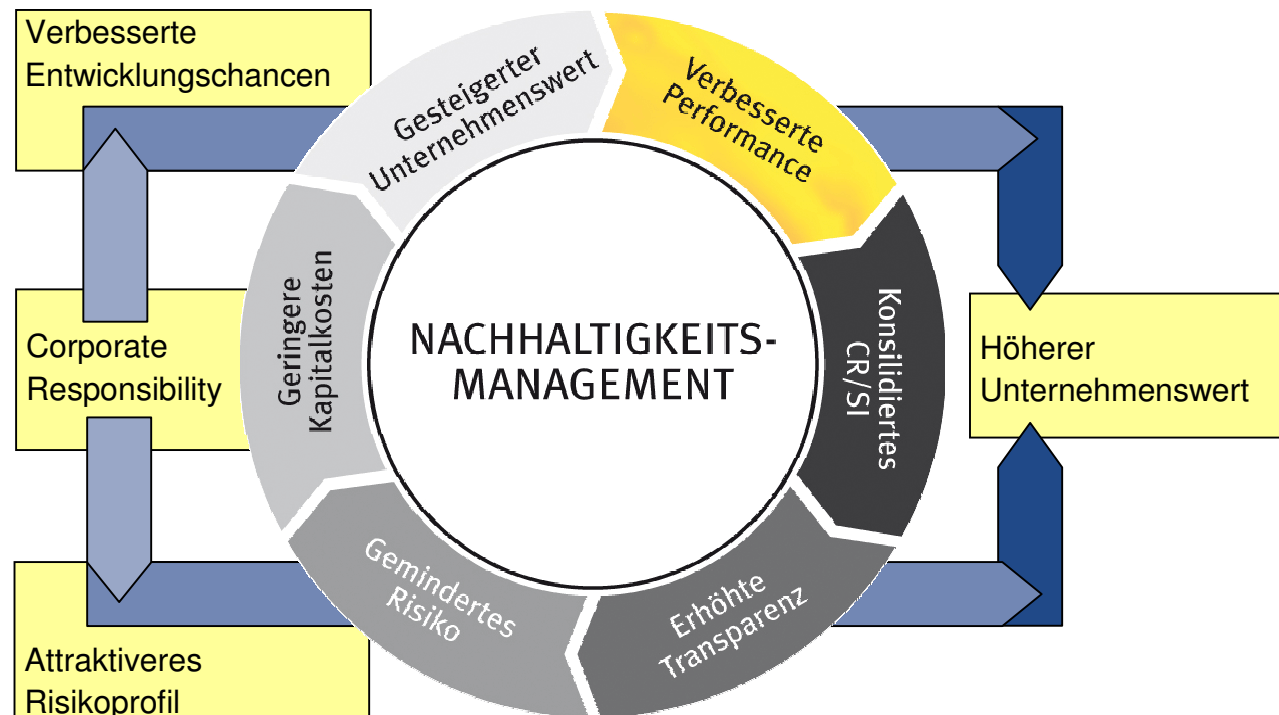 Verbesserte
Entwicklungschancen
Gesteigerter
Unternehmenswert
Verbesserte
Performance
Konsilidiertes
CR/SI
Erhöhte
Transparenz
Gemindertes
Risiko
Geringere
Kapitalkosten
NACHHALTIGKEITS-
MANAGEMENT
Corporate
Responsibility
Höherer
Unternehmenswert
Attraktiveres
Risikoprofil